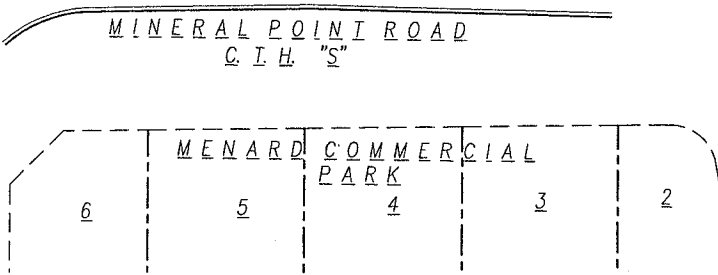 MINERAL POINT ROAD
C. T. H. "S"
MENARD COMMERCIAL
PARK
6 5 4 3 2